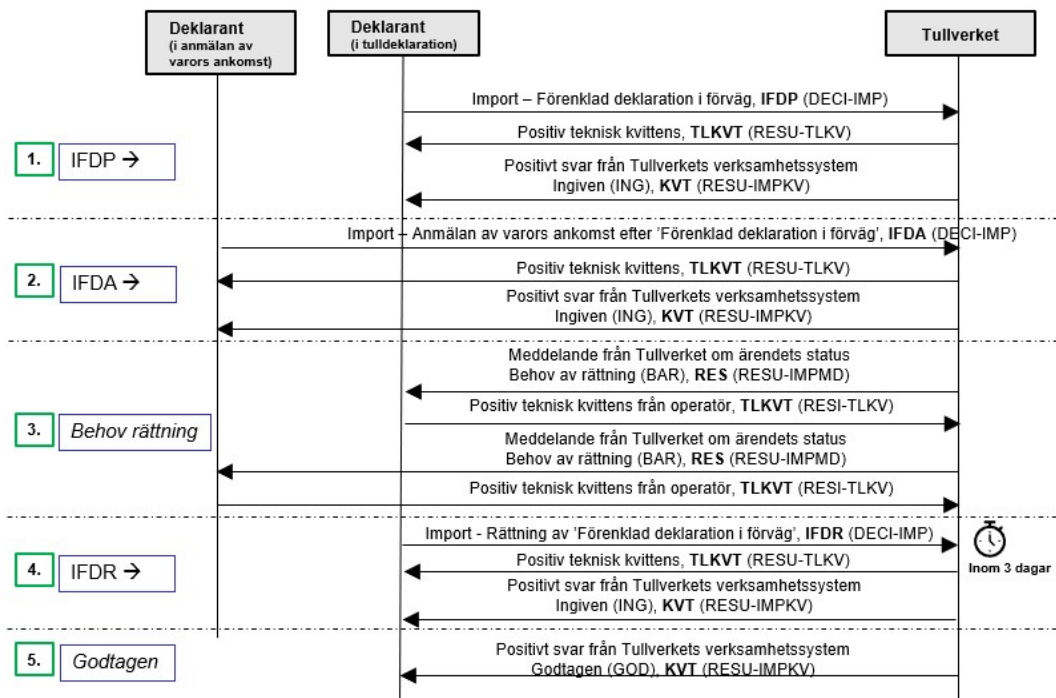 Deklarant
(i anmälan av
varors ankomst)
Deklarant
(i tulldeklaration)
Tullverket
Import – Förenklad deklaration i förväg, IFDP (DECI-IMP)
Positiv teknisk kvittens, TLKVT (RESU-TLKV)
1.
IFDP →
Positivt svar från Tullverkets verksamhetssystem
Ingiven (ING), KVT (RESU-IMPKV)
Import – Anmälan av varors ankomst efter 'Förenklad deklaration i förväg', IFDA (DECI-IMP)
Positiv teknisk kvittens, TLKVT (RESU-TLKV)
2.
IFDA →
Positivt svar från Tullverkets verksamhetssystem
Ingiven (ING), KVT (RESU-IMPKV)
Meddelande från Tullverket om ärendets status
Behov av rättning (BAR), RES (RESU-IMPMD)
Positiv teknisk kvittens från operatör, TLKVT (RESI-TLKV)
3.
Behov rättning
Meddelande från Tullverket om ärendets status
Behov av rättning (BAR), RES (RESU-IMPMD)
Positiv teknisk kvittens från operatör, TLKVT (RESI-TLKV)
Import - Rättning av 'Förenklad deklaration i förväg', IFDR (DECI-IMP)
Positiv teknisk kvittens, TLKVT (RESU-TLKV)
Inom 3 dagar
4.
IFDR →
Positivt svar från Tullverkets verksamhetssystem
Ingiven (ING), KVT (RESU-IMPKV)
5.
Godtagen
Positivt svar från Tullverkets verksamhetssystem
Godtagen (GOD), KVT (RESU-IMPKV)